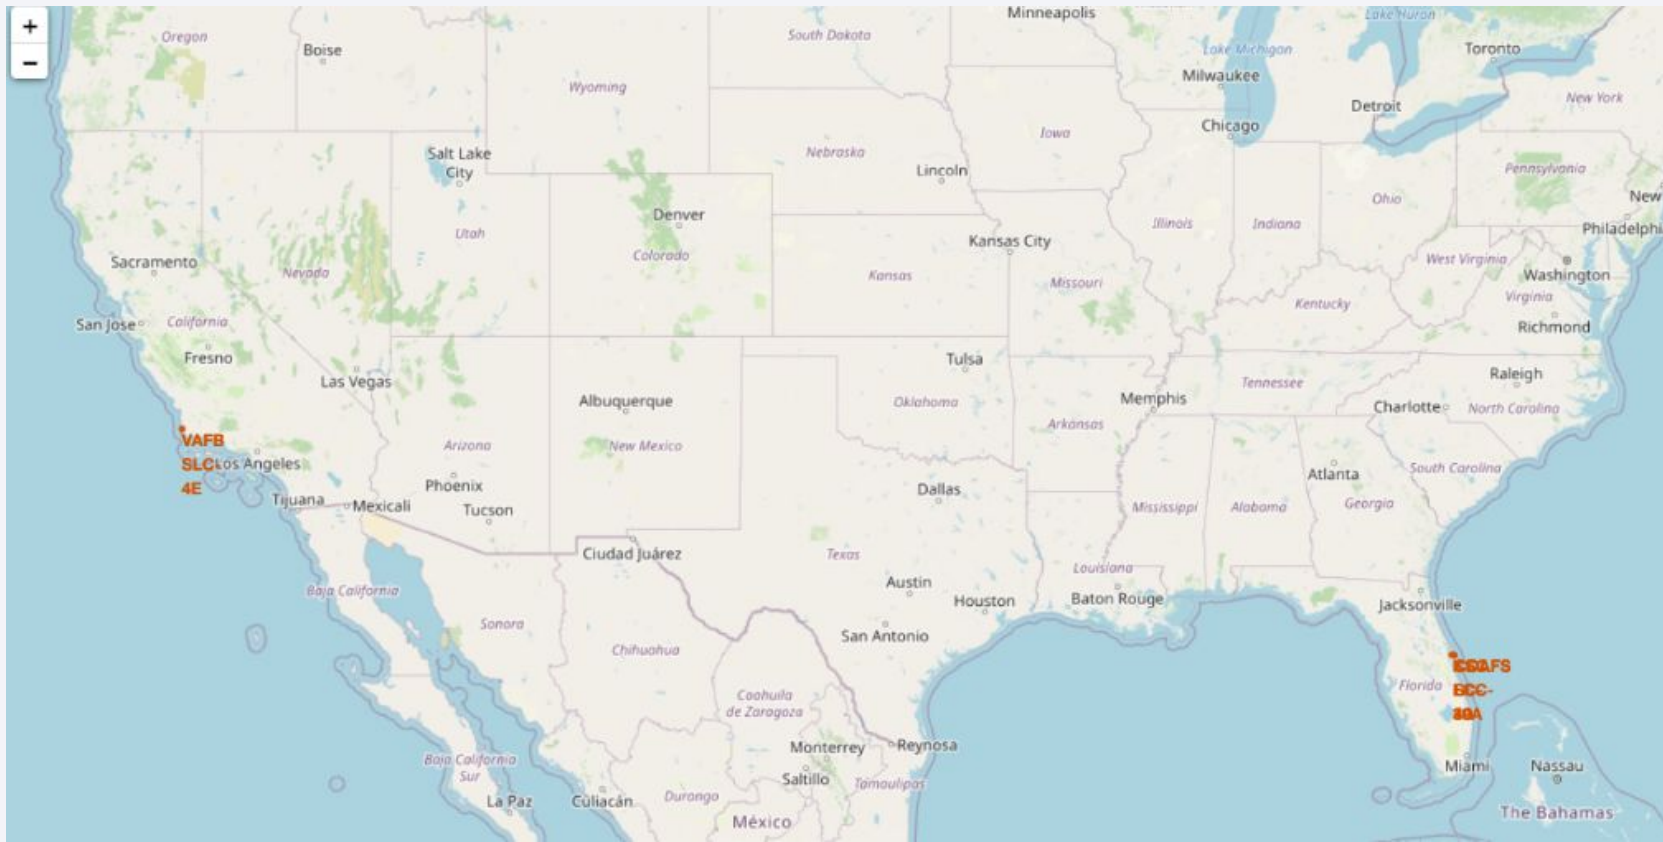 +
−
Oregon
Boise
Wyoming
South Dakota
Minneapolis
Lake Michigan
Lake Huron
Toronto
Milwaukee
Detroit
New York
Chicago
Iowa
Nebraska
Lincoln
Salt Lake
City
Denver
Colorado
Utah
Nevada
Sacramento
San Jose
California
Fresno
Las Vegas
Kansas
Kansas City
Missouri
Illinois
Indiana
Ohio
Pennsylvania
New
Philadelphi
West Virginia
Washington
Virginia
Richmond
Kentucky
Tennessee
Raleigh
Charlotte
North Carolina
Tulsa
Oklahoma
Memphis
Arkansas
Albuquerque
New Mexico
Arizona
Phoenix
Tucson
VAFB
SLC-
4E
Los Angeles
Tijuana
Mexicali
Ciudad Juárez
Dallas
Texas
Austin
Houston
San Antonio
Louisiana
Baton Rouge
Mississippi
Alabama
Atlanta
Georgia
South Carolina
Jacksonville
Florida
Miami
Nassau
The Bahamas
Baja California
Sonora
Chihuahua
Coahuila
de Zaragoza
Monterrey
Reynosa
Saltillo
Tamaulipas
Baja California
Sur
La Paz
Culiacán
Durango
México